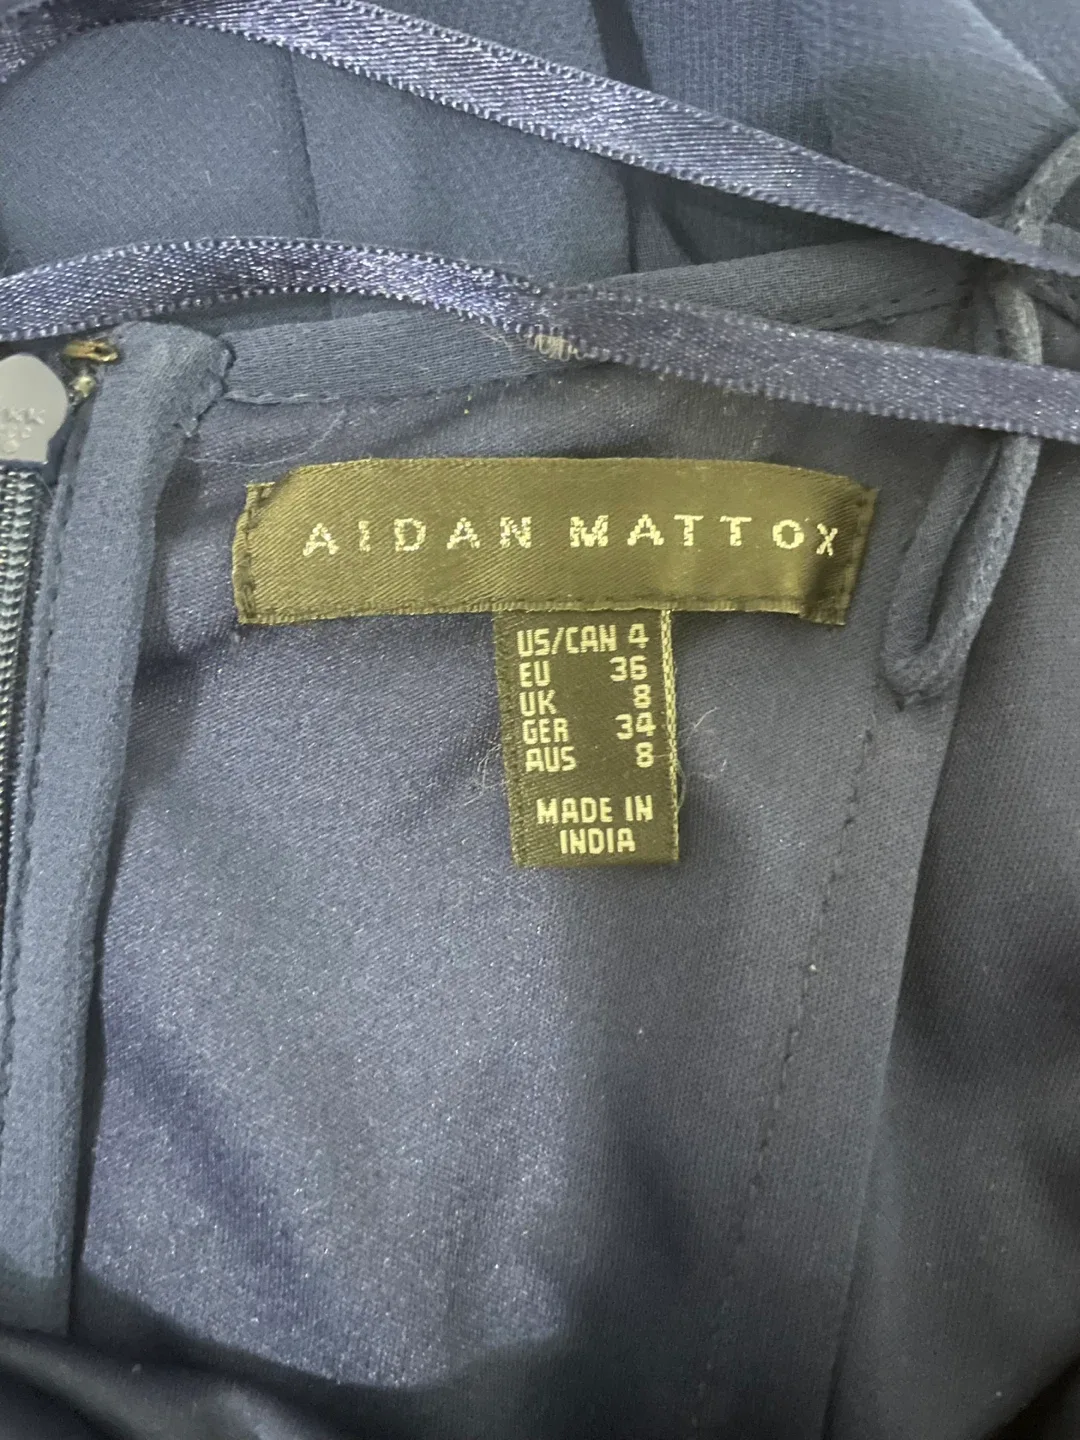 AIDAN MATTOX
US/CAN 4
EU 36
UK 8
GER 34
AUS 8
MADE IN
INDIA